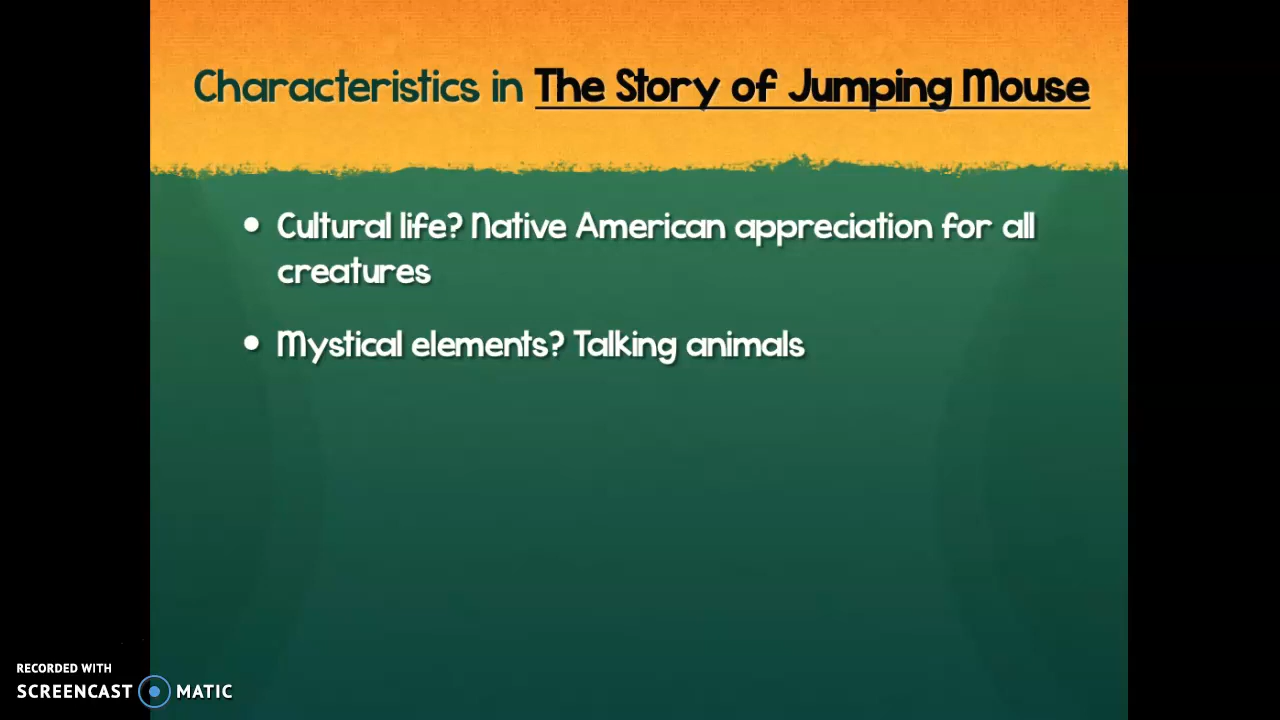 Characteristics in The Story of Jumping Mouse
• Cultural life? Native American appreciation for all
creatures
• Mystical elements? Talking animals
RECORDED WITH
SCREENCAST MATIC